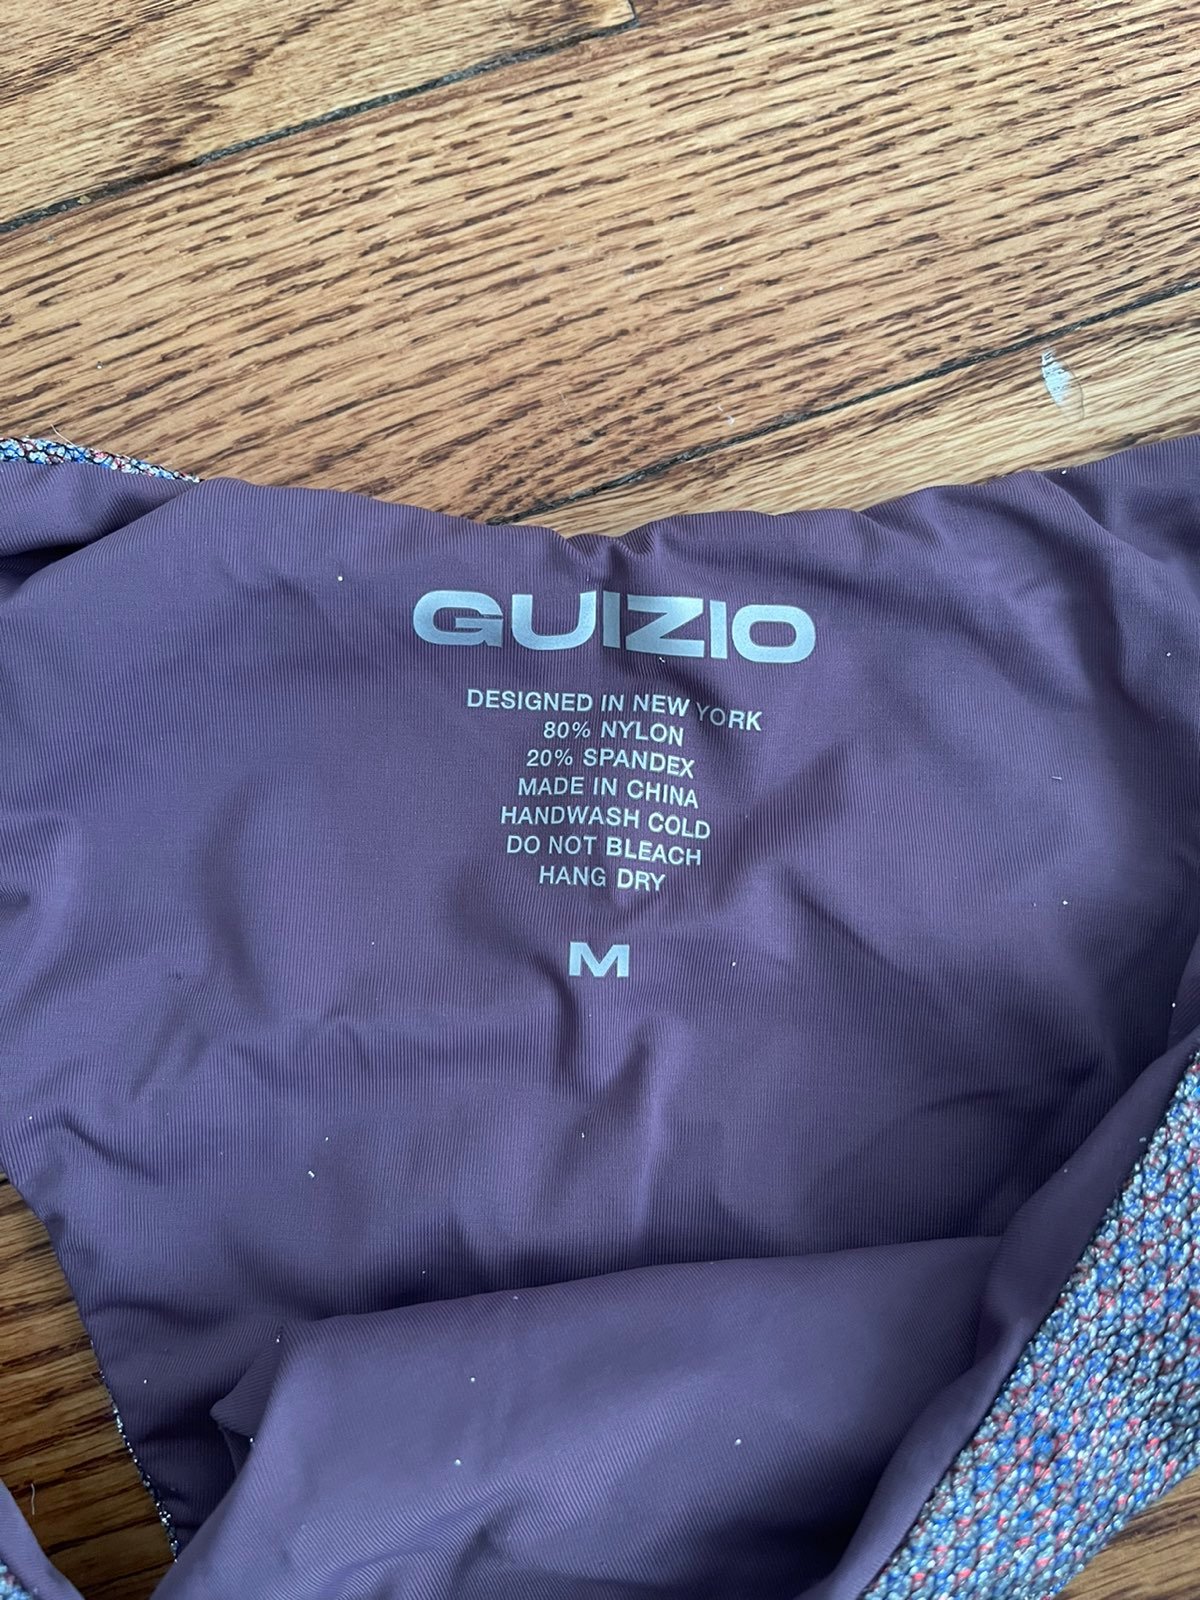 GUIZIO
DESIGNED IN NEW YORK
80% NYLON
20% SPANDEX
MADE IN CHINA
HANDWASH COLD
DO NOT BLEACH
HANG DRY
M